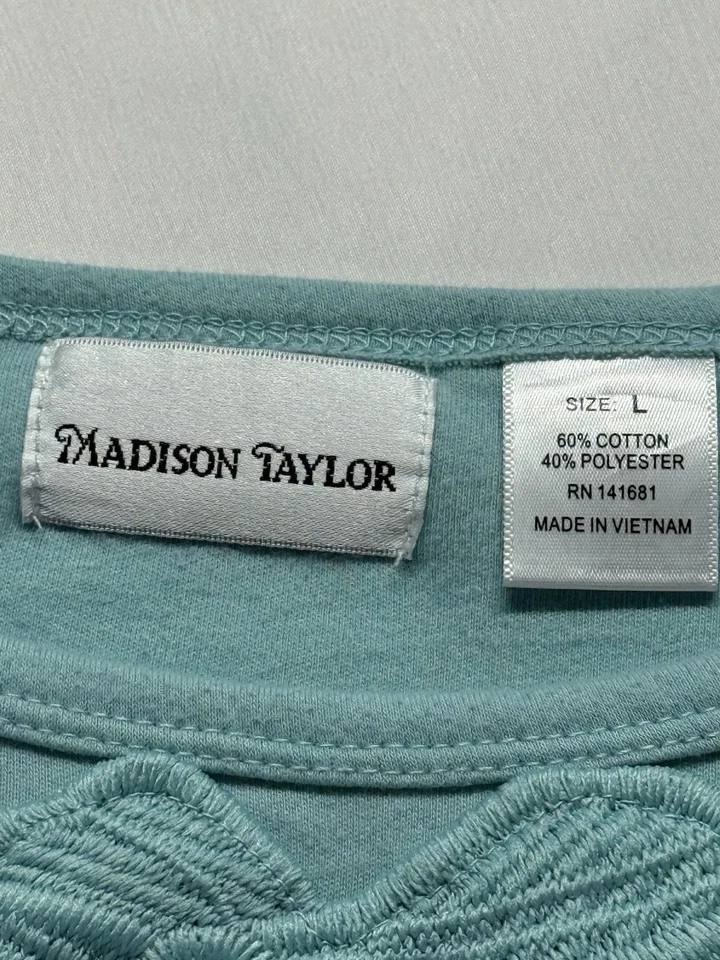 MADISON TAYLOR
SIZE: L
60% COTTON
40% POLYESTER
RN 141681
MADE IN VIETNAM